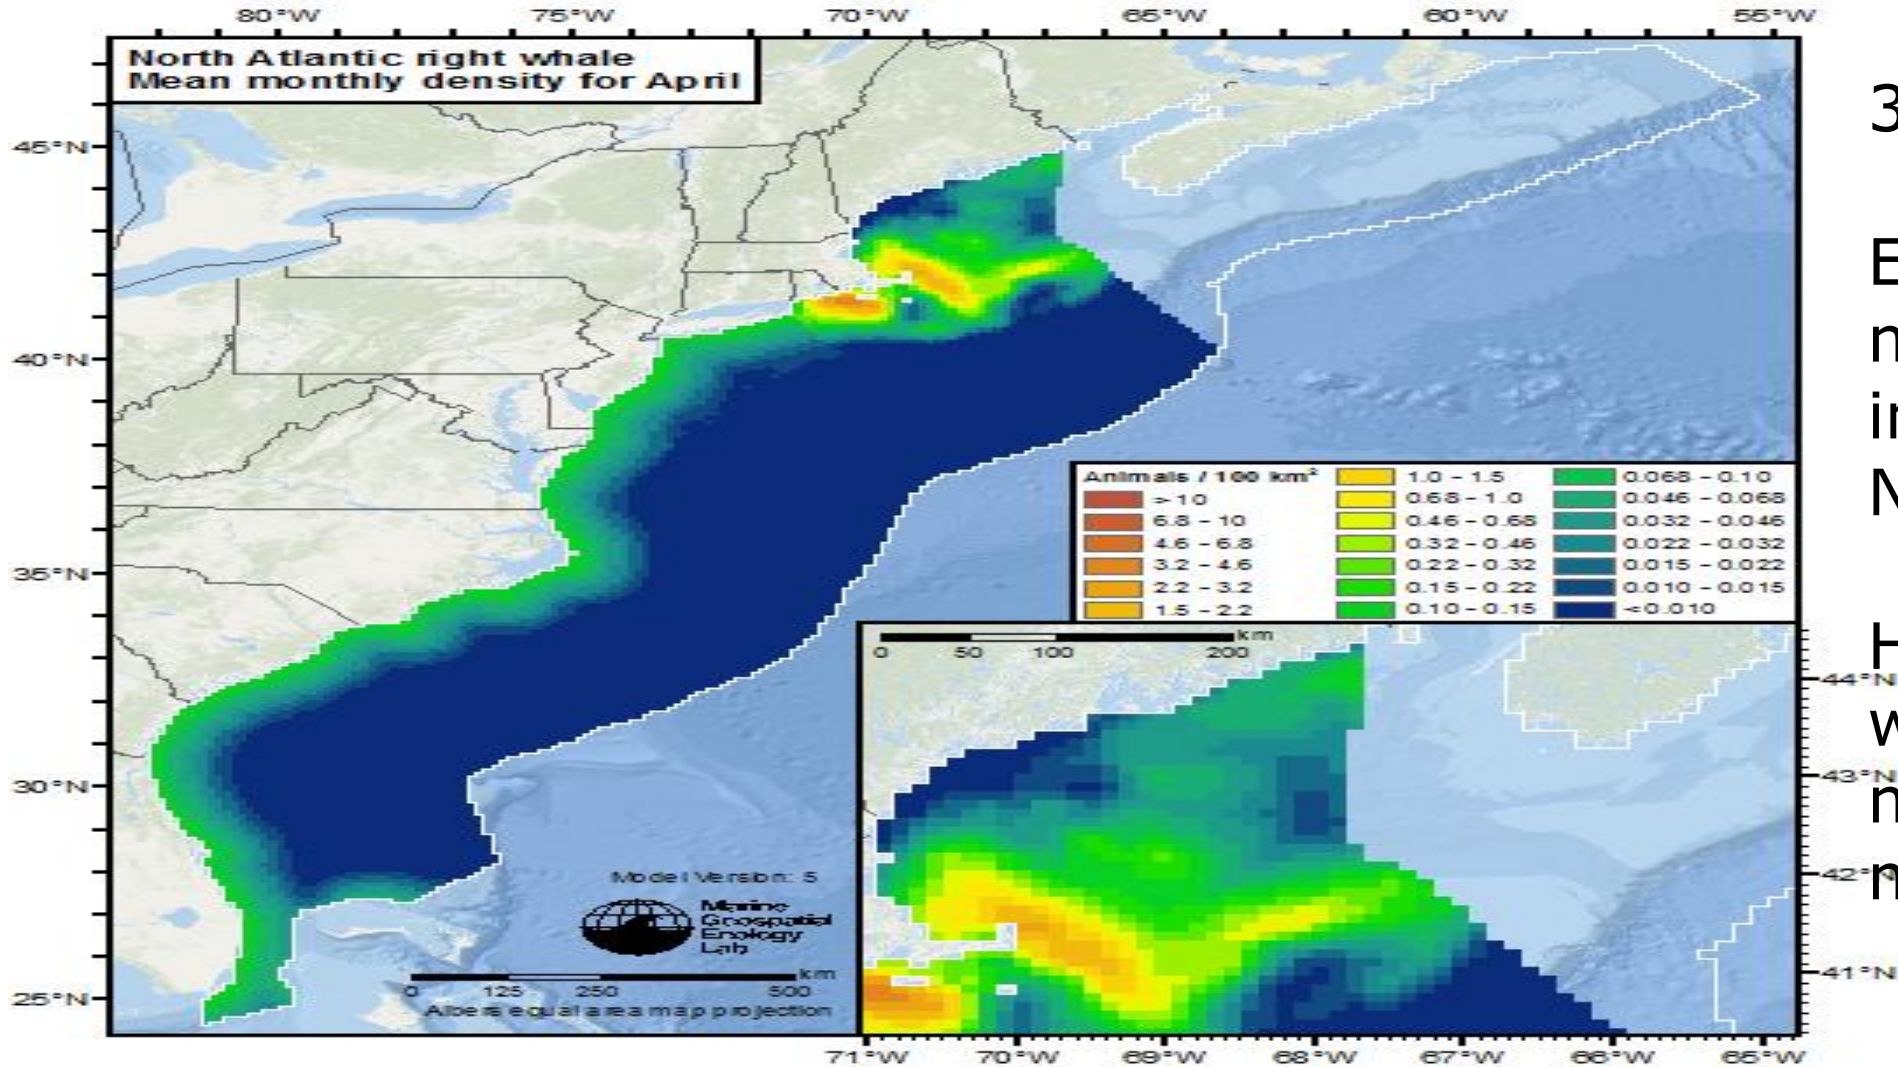 80°W 75°W 70°W 65°W 60°W 55°W
North Atlantic right whale
Mean monthly density for April
45°N
40°N
35°N
30°N
25°N
Animals / 100 km²
> 10
6.8 - 10
4.6 - 6.8
3.2 - 4.6
2.2 - 3.2
1.5 - 2.2
1.0 - 1.5
0.68 - 1.0
0.46 - 0.68
0.32 - 0.46
0.22 - 0.32
0.15 - 0.22
0.10 - 0.15
0.068 - 0.10
0.046 - 0.068
0.032 - 0.046
0.022 - 0.032
0.015 - 0.022
0.010 - 0.015
<0.010
km
0 50 100 200
44°N
43°N
42°N
41°N
Model Version: 5
Marine
Geospatial
Ecology
Lab
km
0 125 250 500
Albers equal area map projection
71°W 70°W 69°W 68°W 67°W 66°W 65°W
3